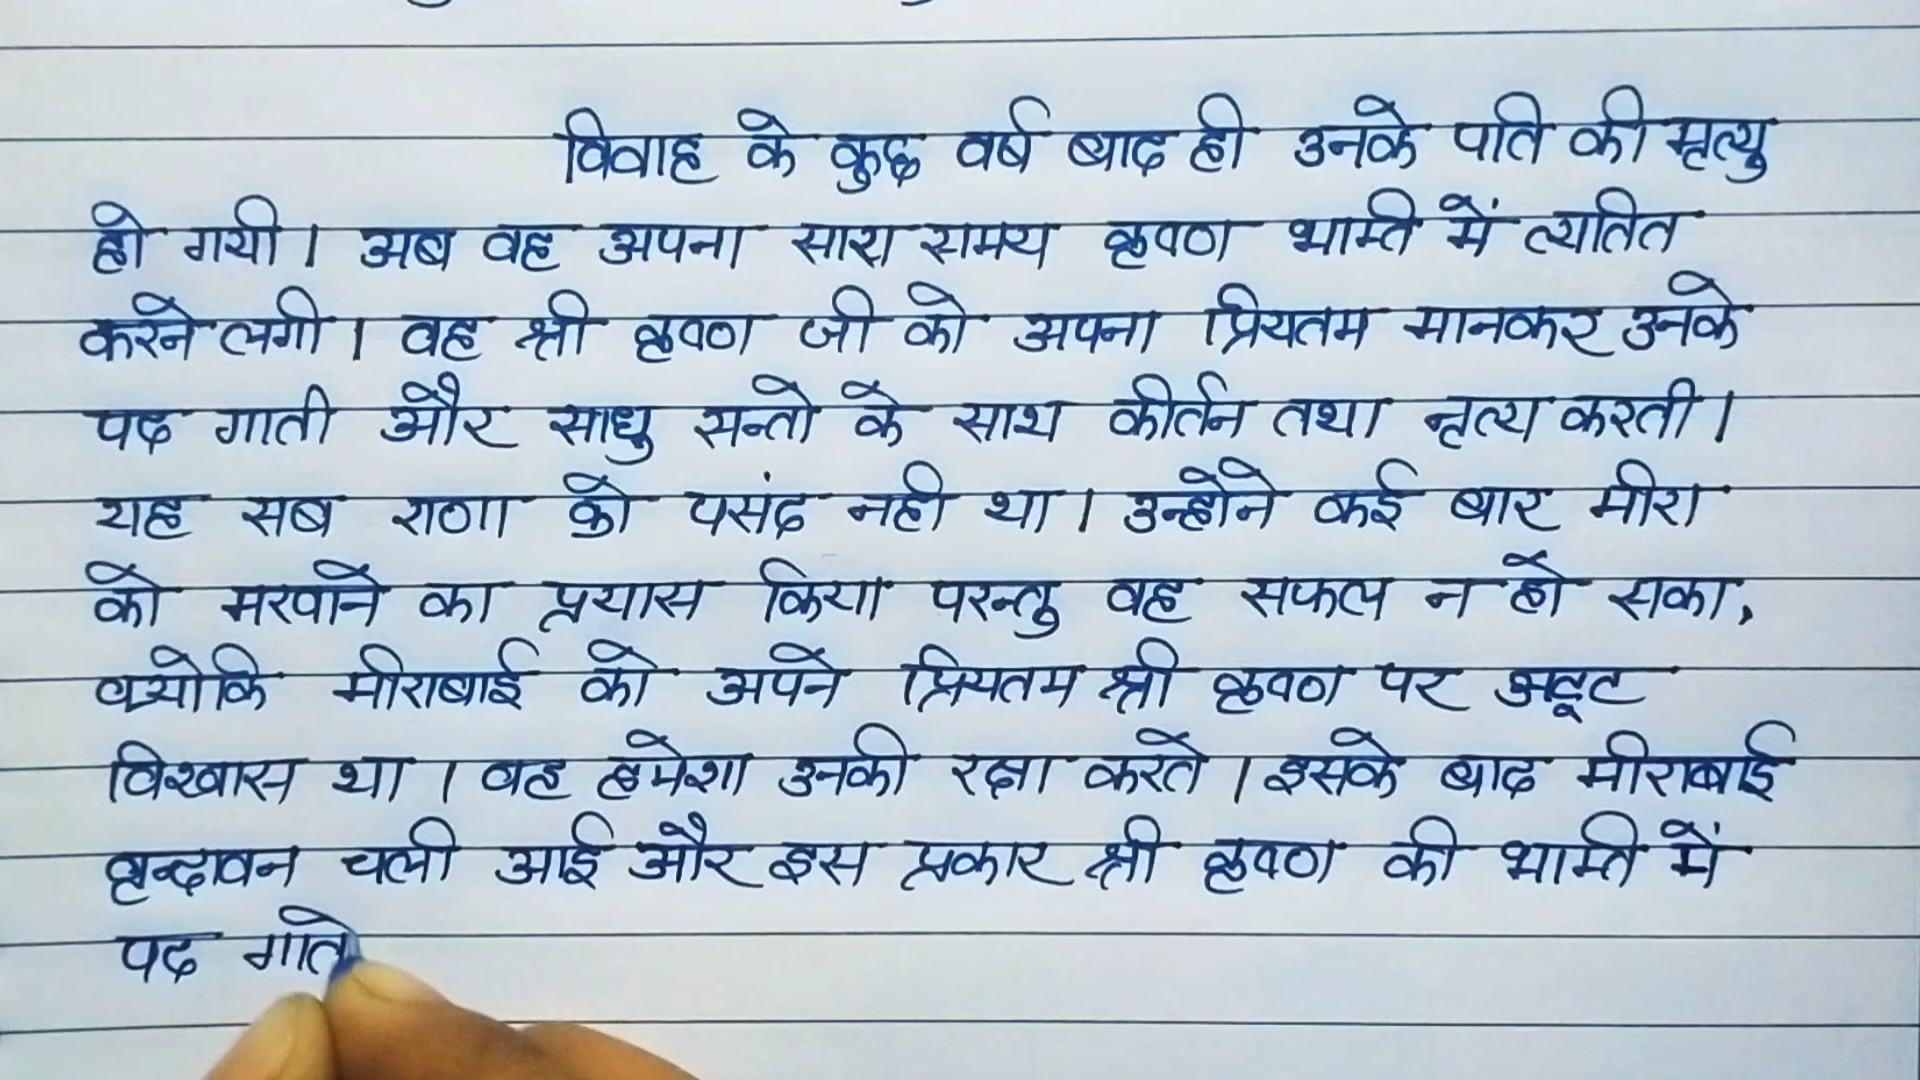 विवाह के कुछ वर्ष बाद ही उनके पति की मृत्यु
हो गयी। अब वह अपना सारा समय कृष्ण भक्ति में व्यतित
करने लगी। वह श्री कृष्ण जी को अपना प्रियतम मानकर उनके
पद गाती और साधु सन्तो के साथ कीर्तन तथा नृत्य करती।
यह सब राणा को पसंद नही था। उन्होने कई बार मीरा
को मरवाने का प्रयास किया परन्तु वह सफल न हो सका,
क्योकि मीराबाई को अपने प्रियतम श्री कृष्ण पर अटूट
विश्वास था। वह हमेशा उनकी रक्षा करते। इसके बाद मीराबाई
वृन्दावन चली आई और इस प्रकार श्री कृष्ण की भक्ति में
पद गाते